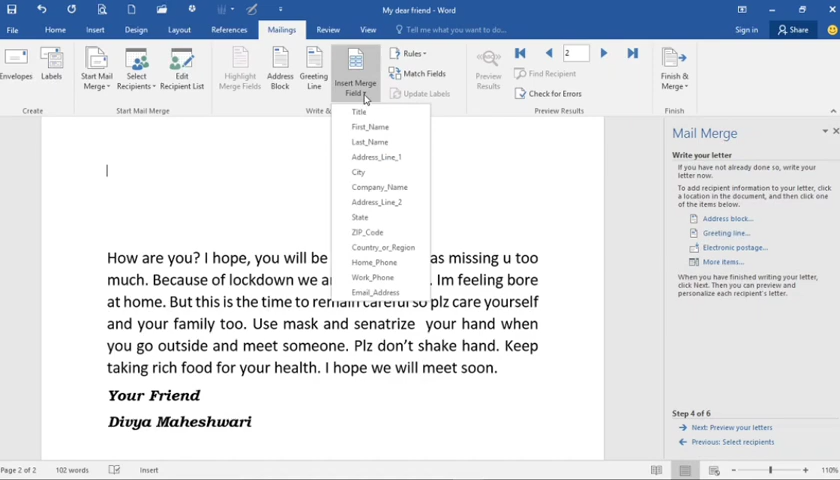 My dear friend - Word
Sign in
Share
File
Home
Insert
Draw
Design
Layout
References
Mailings
Review
View
Tell me what you want to do...
Envelopes
Labels
Create
Start Mail
Merge
Select
Recipients
Edit
Recipient List
Start Mail Merge
Highlight
Merge Fields
Address
Block
Greeting
Line
Insert Merge
Field
Rules
Match Fields
Update Labels
Write &
Preview
Results
2
Find Recipient
Check for Errors
Preview Results
Finish &
Merge
Finish
Title
First_Name
Last_Name
Address_Line_1
City
Company_Name
Address_Line_2
State
ZIP_Code
Country_or_Region
Home_Phone
Work_Phone
Email_Address
How are you? I hope, you will be as missing u too
much. Because of lockdown we . Im feeling bore
at home. But this is the time to remain careful so plz care yourself
and your family too. Use mask and senatrize your hand when
you go outside and meet someone. Plz don't shake hand. Keep
taking rich food for your health. I hope we will meet soon.
Your Friend
Divya Maheshwari
Mail Merge
Write your letter
If you have not already done so, write your
letter now.
To add recipient information to your letter, click
a location in the document, and then click
one of the items below.
Address block...
Greeting line...
Electronic postage...
More items...
When you have finished writing your letter,
click Next. Then you can preview and
personalize each recipient's letter.
Step 4 of 6
Next: Preview your letters
Previous: Select recipients
Page 2 of 2
102 words
Insert
110%